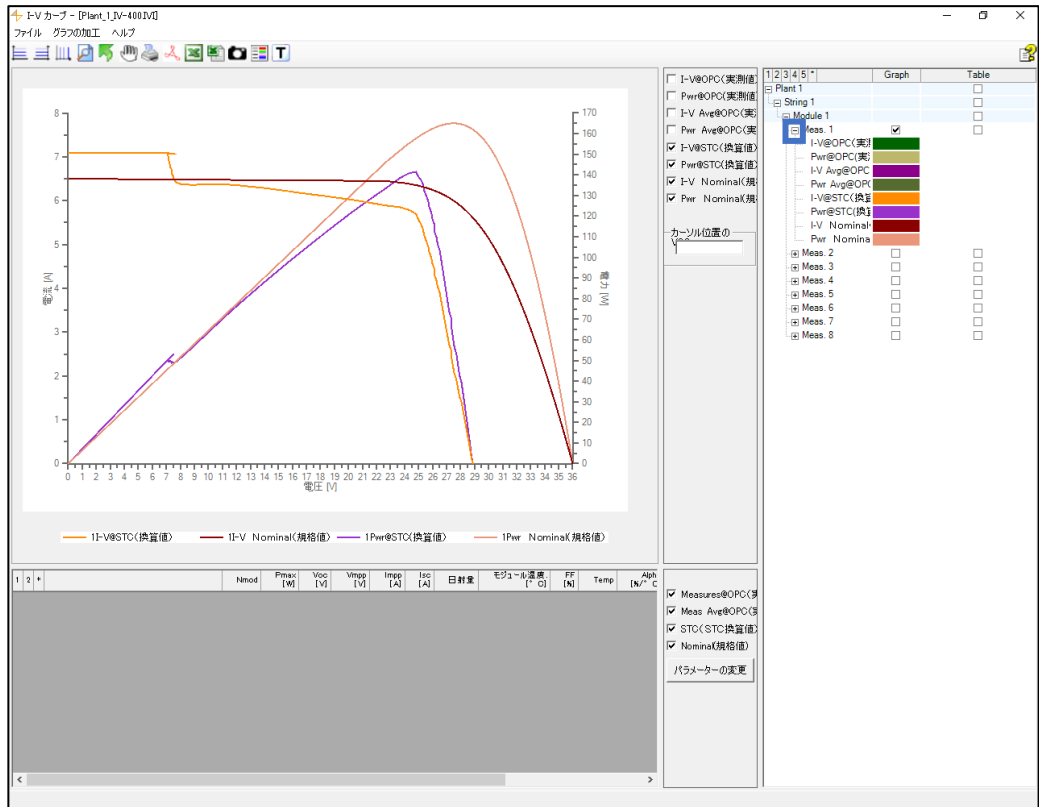 I-V カーブ - [Plant_1_IV-400.IVI]
ファイル グラフの加工 ヘルプ
T
電流 [A]
8
7
6
5
4
3
2
1
0
0 1 2 3 4 5 6 7 8 9 10 11 12 13 14 15 16 17 18 19 20 21 22 23 24 25 26 27 28 29 30 31 32 33 34 35 36
電圧 [V]
170
160
150
140
130
120
110
100
90
80
70
60
50
40
30
20
10
0
電力 [W]
1I-V@STC(換算値) 1I-V Nominal(規格値) 1Pwr@STC(換算値) 1Pwr Nominal(規格値)
I-V@OPC(実測値
Pwr@OPC(実測値
I-V Avg@OPC(実
Pwr Avg@OPC(実
I-V@STC(換算値)
Pwr@STC(換算値)
I-V Nominal(規
Pwr Nominal(規
カーソル位置の
1 2 3 4 5 * Graph Table
Plant 1
String 1
Module 1
Meas. 1
I-V@OPC(実
Pwr@OPC(実
I-V Avg@OPC
Pwr Avg@OP(
I-V@STC(換
Pwr@STC(換
I-V Nominal
Pwr Nomina
Meas. 2
Meas. 3
Meas. 4
Meas. 5
Meas. 6
Meas. 7
Meas. 8
1 2 * Nmod Pmax [W] Voc [V] Vmpp [V] Impp [A] Isc [A] 日射量 モジュール温度. [° C] FF [%] Temp Alph [%/° C
Measures@OPC(実
Meas Avg@OPC(実
STC(STC換算値)
Nominal(規格値)
パラメーターの変更